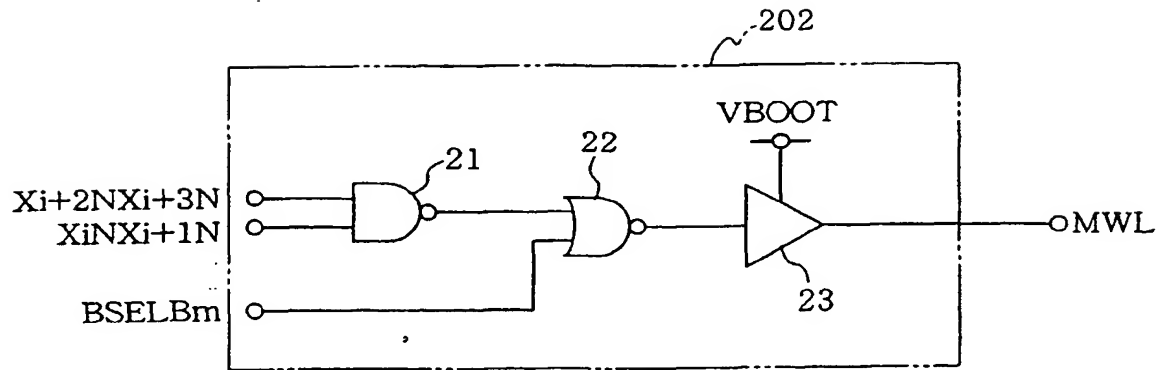 202
VBOOT
21
22
Xi+2NXi+3N
XiNXi+1N
MWL
23
BSELBm